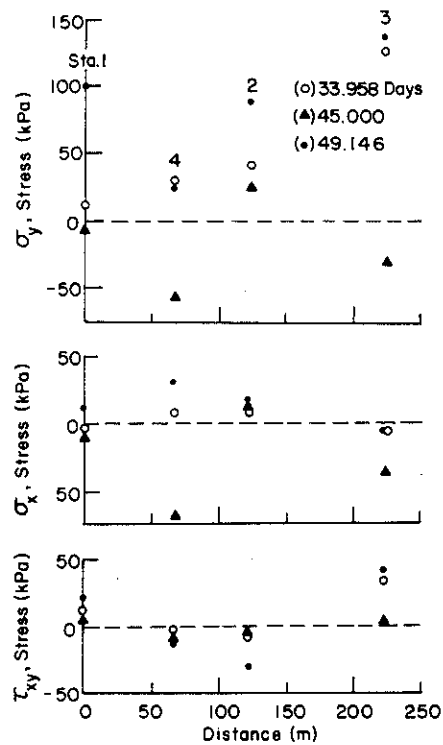 150
3
Sta.1
100
2
(○) 33.958 Days
(▲) 45.000
(●) 49.146
50
4
0
-50
σy, Stress (kPa)
50
0
50
σx, Stress (kPa)
50
0
-50
τxy, Stress (kPa)
0 50 100 150 200 250
Distance (m)